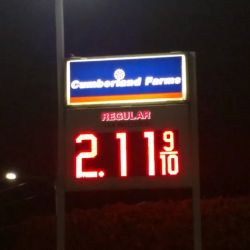 Cumberland Farms
REGULAR
2.11 9/10